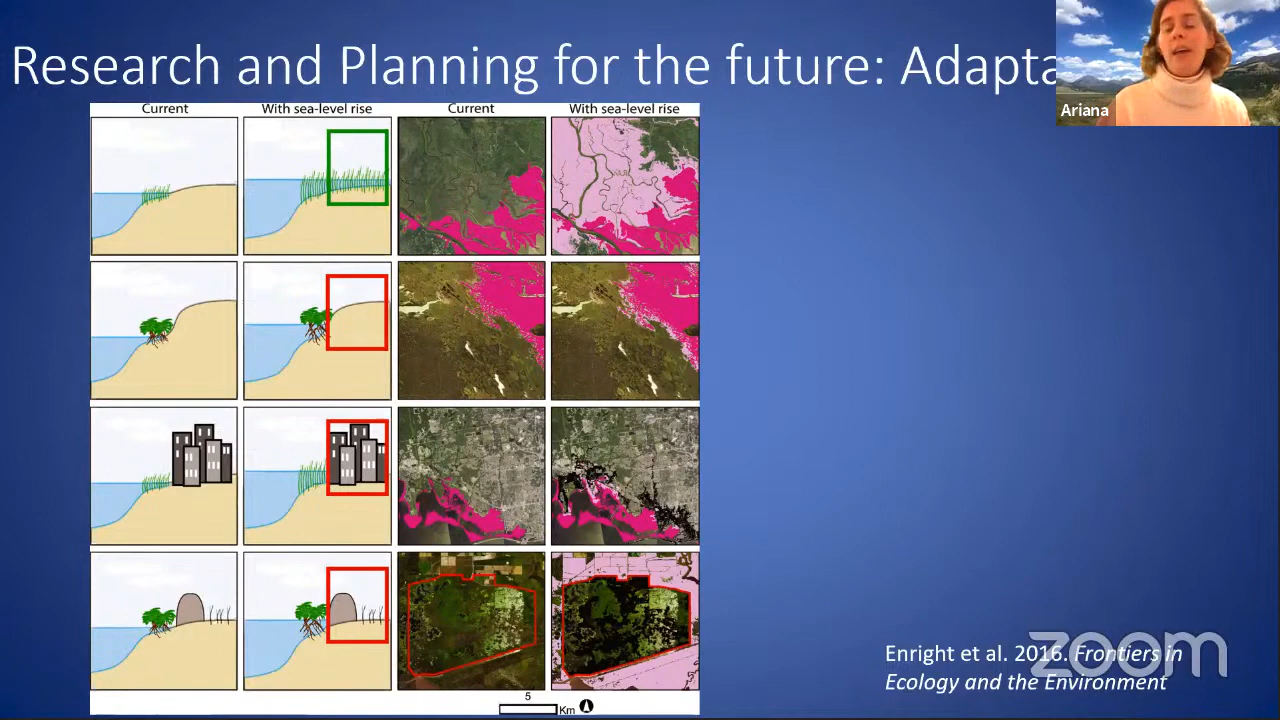 Research and Planning for the future: Adapta
Ariana
Current
With sea-level rise
Current
With sea-level rise
5
Km
Enright et al. 2016. Frontiers in
Ecology and the Environment
zoom